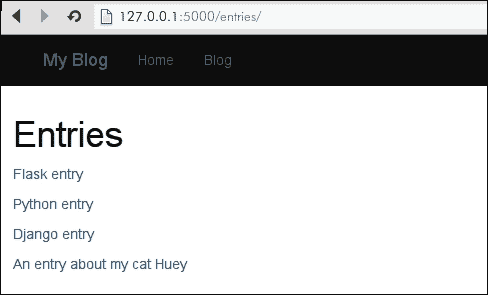 127.0.0.1:5000/entries/
My Blog Home Blog
Entries
Flask entry
Python entry
Django entry
An entry about my cat Huey